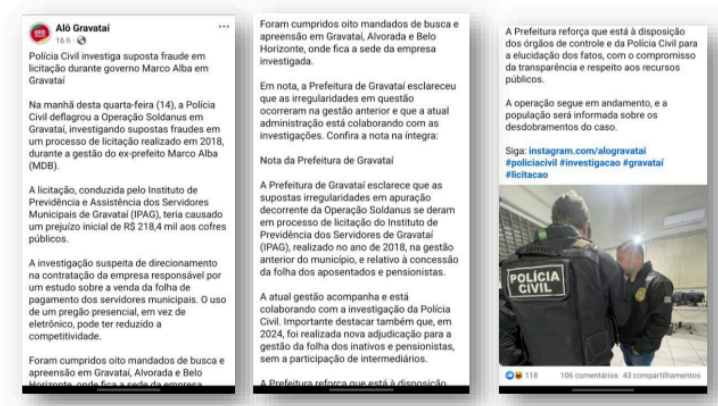 Alô Gravataí
16 h
Polícia Civil investiga suposta fraude em
licitação durante governo Marco Alba em
Gravataí
Na manhã desta quarta-feira (14), a Polícia
Civil deflagrou a Operação Soldanus em
Gravataí, investigando supostas fraudes em
um processo de licitação realizado em 2018,
durante a gestão do ex-prefeito Marco Alba
(MDB).
A licitação, conduzida pelo Instituto de
Previdência e Assistência dos Servidores
Municipais de Gravataí (IPAG), teria causado
um prejuízo inicial de R$ 218,4 mil aos cofres
públicos.
A investigação suspeita de direcionamento
na contratação da empresa responsável por
um estudo sobre a venda da folha de
pagamento dos servidores municipais. O uso
de um pregão presencial, em vez de
eletrônico, pode ter reduzido a
competitividade.
Foram cumpridos oito mandados de busca e
apreensão em Gravataí, Alvorada e Belo
Horizonte, onde fica a sede da empresa
Foram cumpridos oito mandados de busca e
apreensão em Gravataí, Alvorada e Belo
Horizonte, onde fica a sede da empresa
investigada.
Em nota, a Prefeitura de Gravataí esclareceu
que as irregularidades em questão
ocorreram na gestão anterior e que a atual
administração está colaborando com as
investigações. Confira a nota na íntegra:
Nota da Prefeitura de Gravataí
A Prefeitura de Gravataí esclarece que as
supostas irregularidades em apuração
decorrente da Operação Soldanus se deram
em processo de licitação do Instituto de
Previdência dos Servidores de Gravataí
(IPAG), realizado no ano de 2018, na gestão
anterior do município, e relativo à concessão
da folha dos aposentados e pensionistas.
A atual gestão acompanha e está
colaborando com a investigação da Polícia
Civil. Importante destacar também que, em
2024, foi realizada nova adjudicação para a
gestão da folha dos inativos e pensionistas,
sem a participação de intermediários.
A Prefeitura reforça que está à disposição
A Prefeitura reforça que está à disposição
dos órgãos de controle e da Polícia Civil para
a elucidação dos fatos, com o compromisso
da transparência e respeito aos recursos
públicos.
A operação segue em andamento, e a
população será informada sobre os
desdobramentos do caso.
Siga: instagram.com/alogravatai
#policiacivil #investigacao #gravataí
#licitacao
POLÍCIA
CIVIL
118 106 comentários 43 compartilhamentos